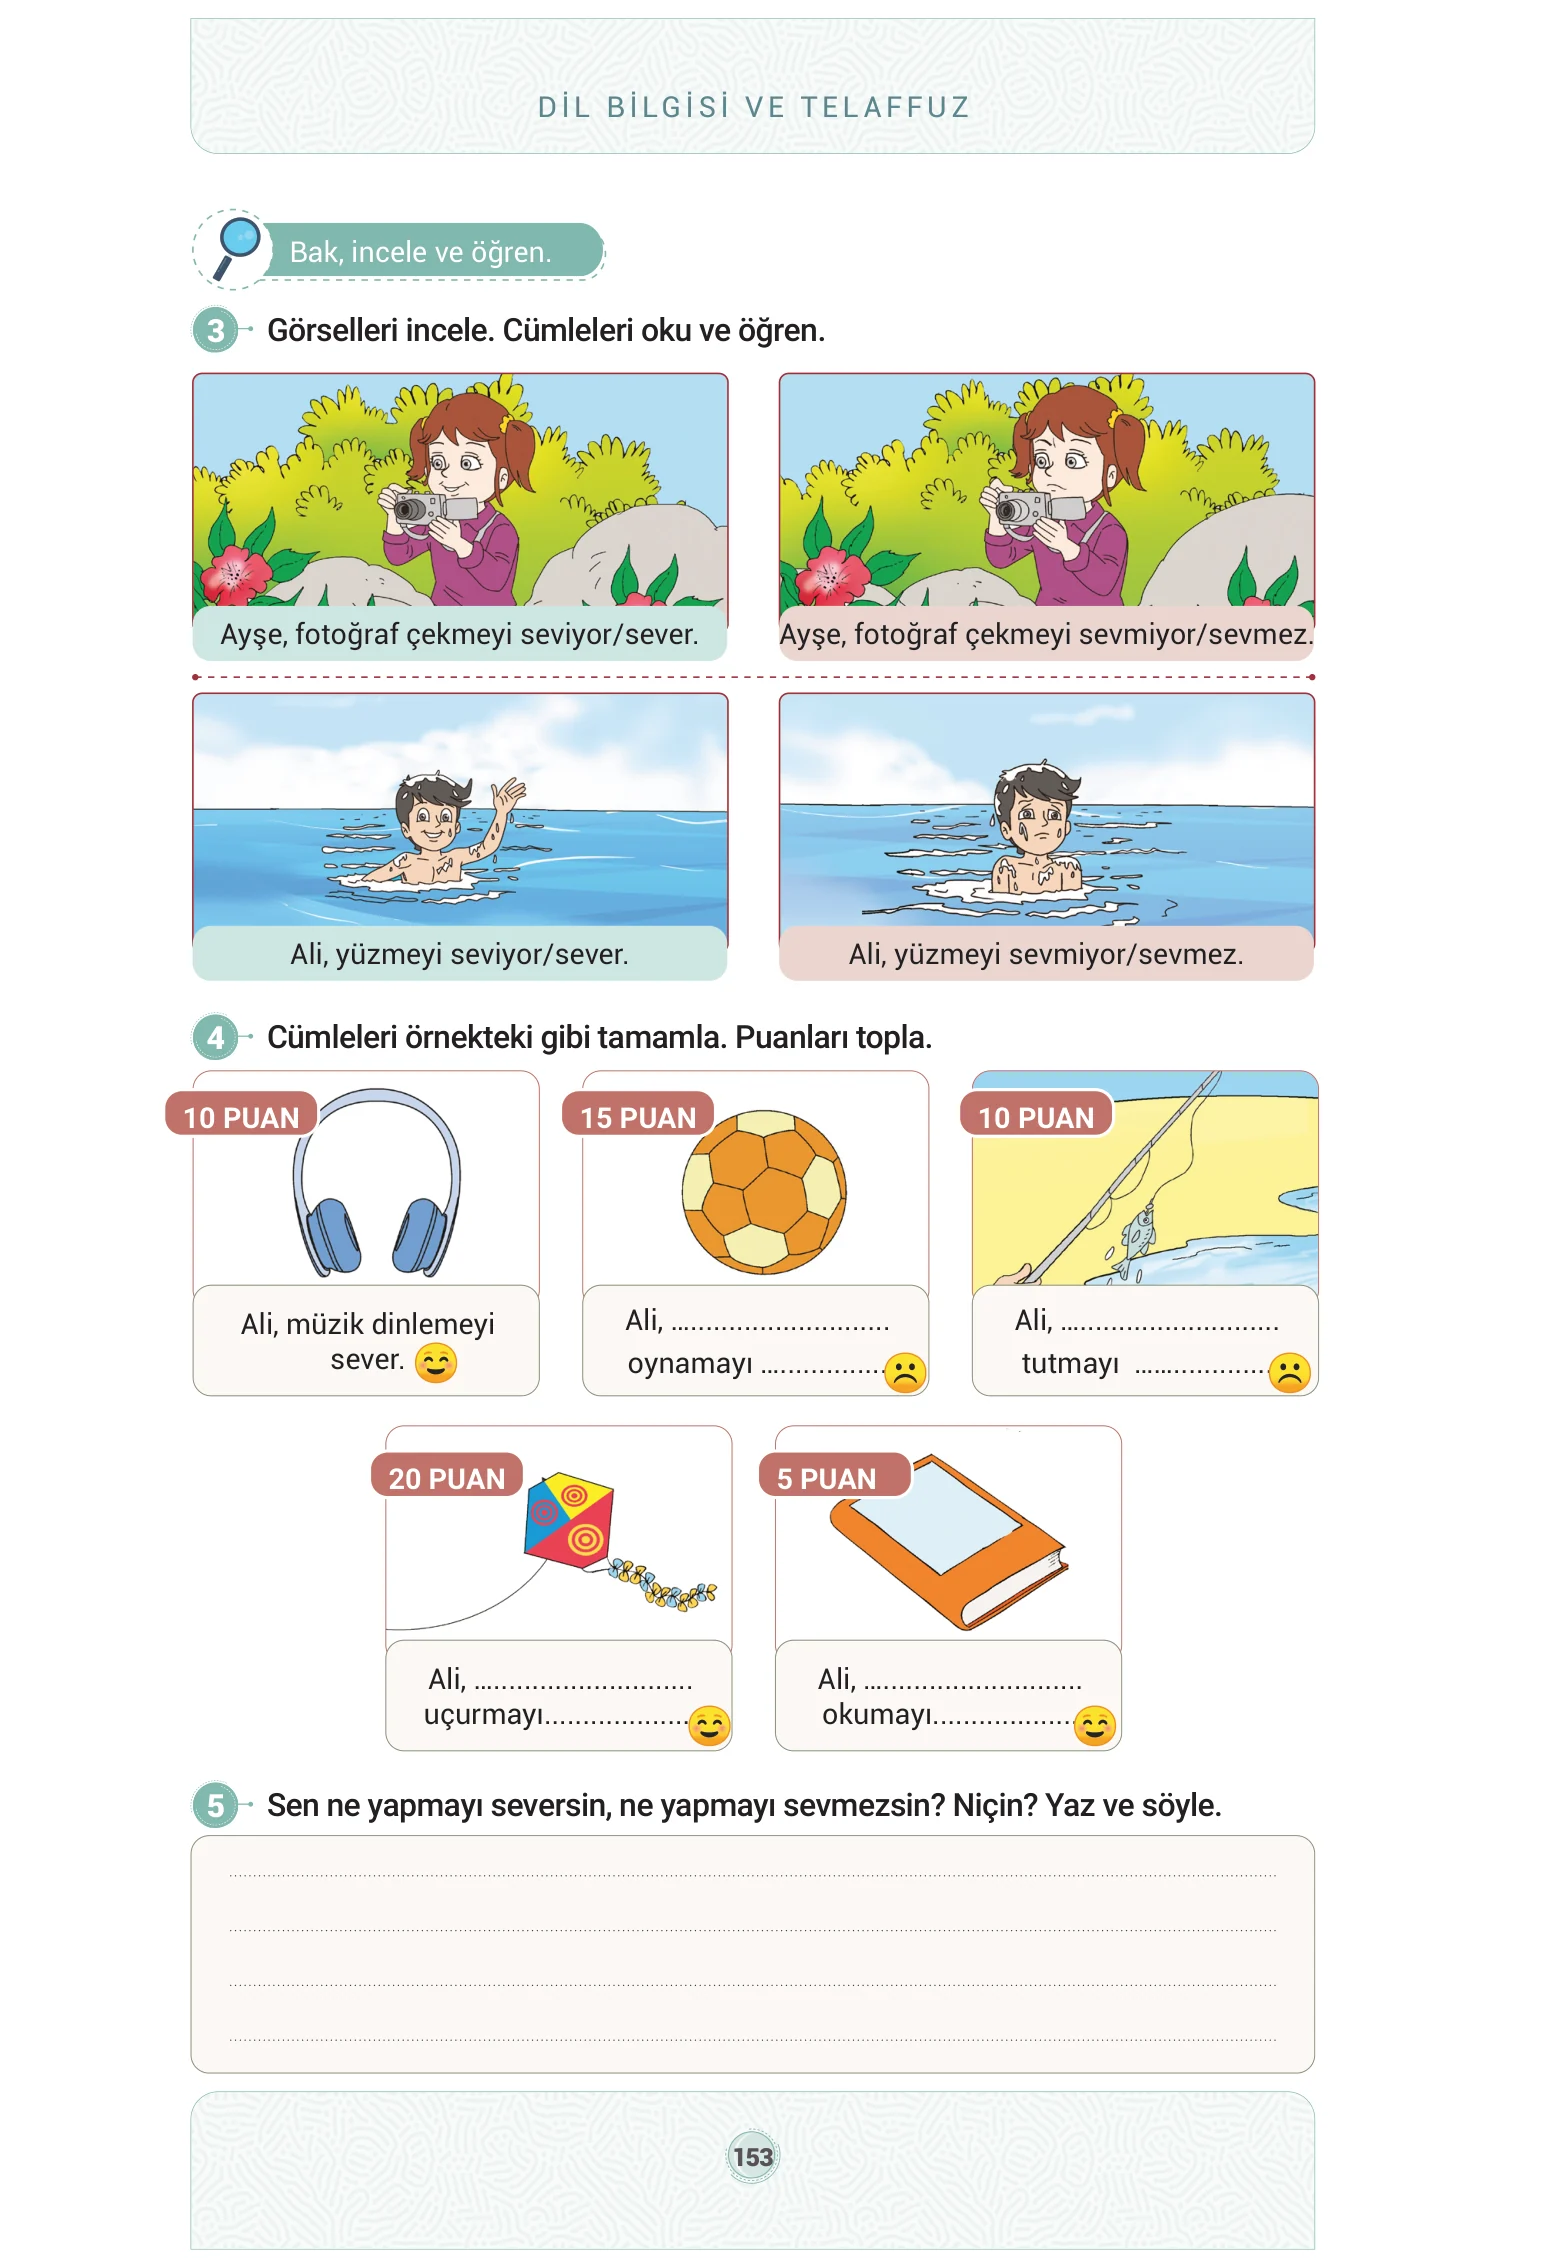 DİL BİLGİSİ VE TELAFFUZ
Bak, incele ve öğren.
3 Görselleri incele. Cümleleri oku ve öğren.
Ayşe, fotoğraf çekmeyi seviyor/sever.
Ayşe, fotoğraf çekmeyi sevmiyor/sevmez.
Ali, yüzmeyi seviyor/sever.
Ali, yüzmeyi sevmiyor/sevmez.
4 Cümleleri örnekteki gibi tamamla. Puanları topla.
10 PUAN
Ali, müzik dinlemeyi
sever.
15 PUAN
Ali, ............................
oynamayı .................
10 PUAN
Ali, ............................
tutmayı ...................
20 PUAN
Ali, ............................
uçurmayı...................
5 PUAN
Ali, ............................
okumayı...................
5 Sen ne yapmayı seversin, ne yapmayı sevmezsin? Niçin? Yaz ve söyle.
153